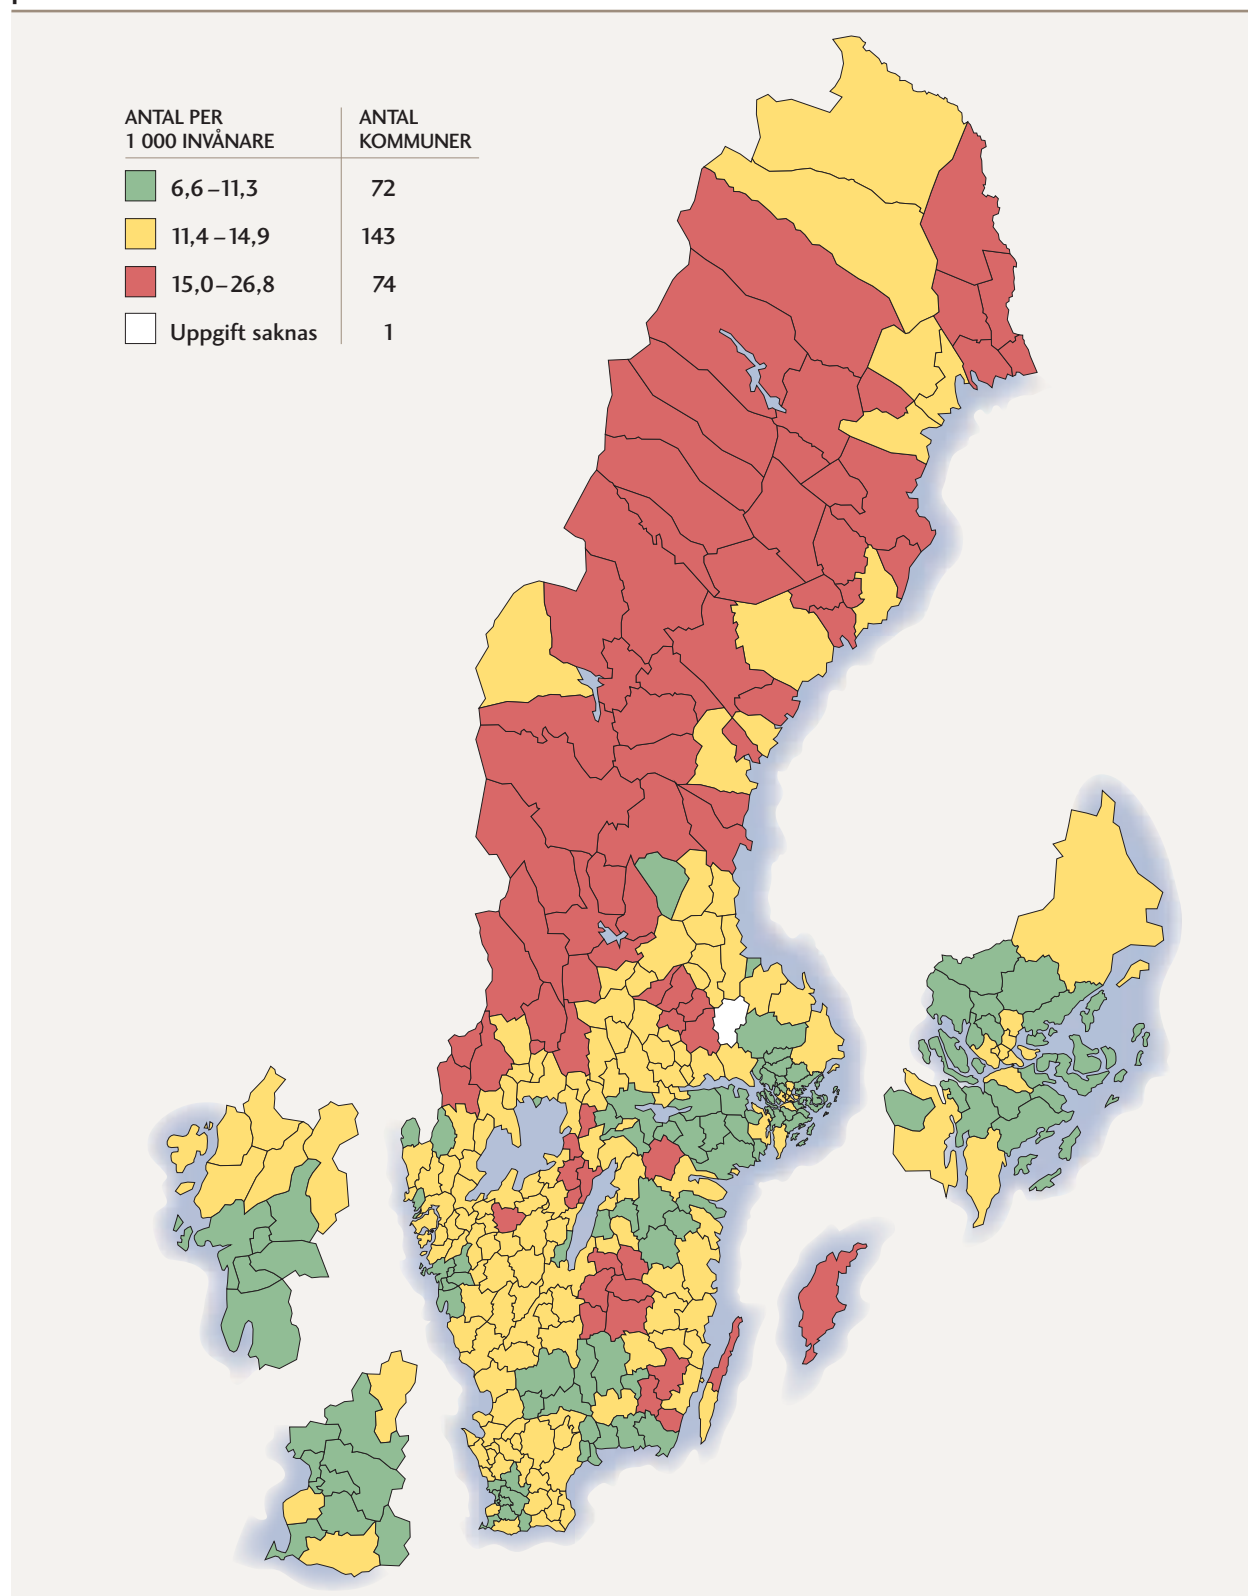 ANTAL PER
1 000 INVÅNARE
ANTAL
KOMMUNER
6,6–11,3 72
11,4–14,9 143
15,0–26,8 74
Uppgift saknas 1